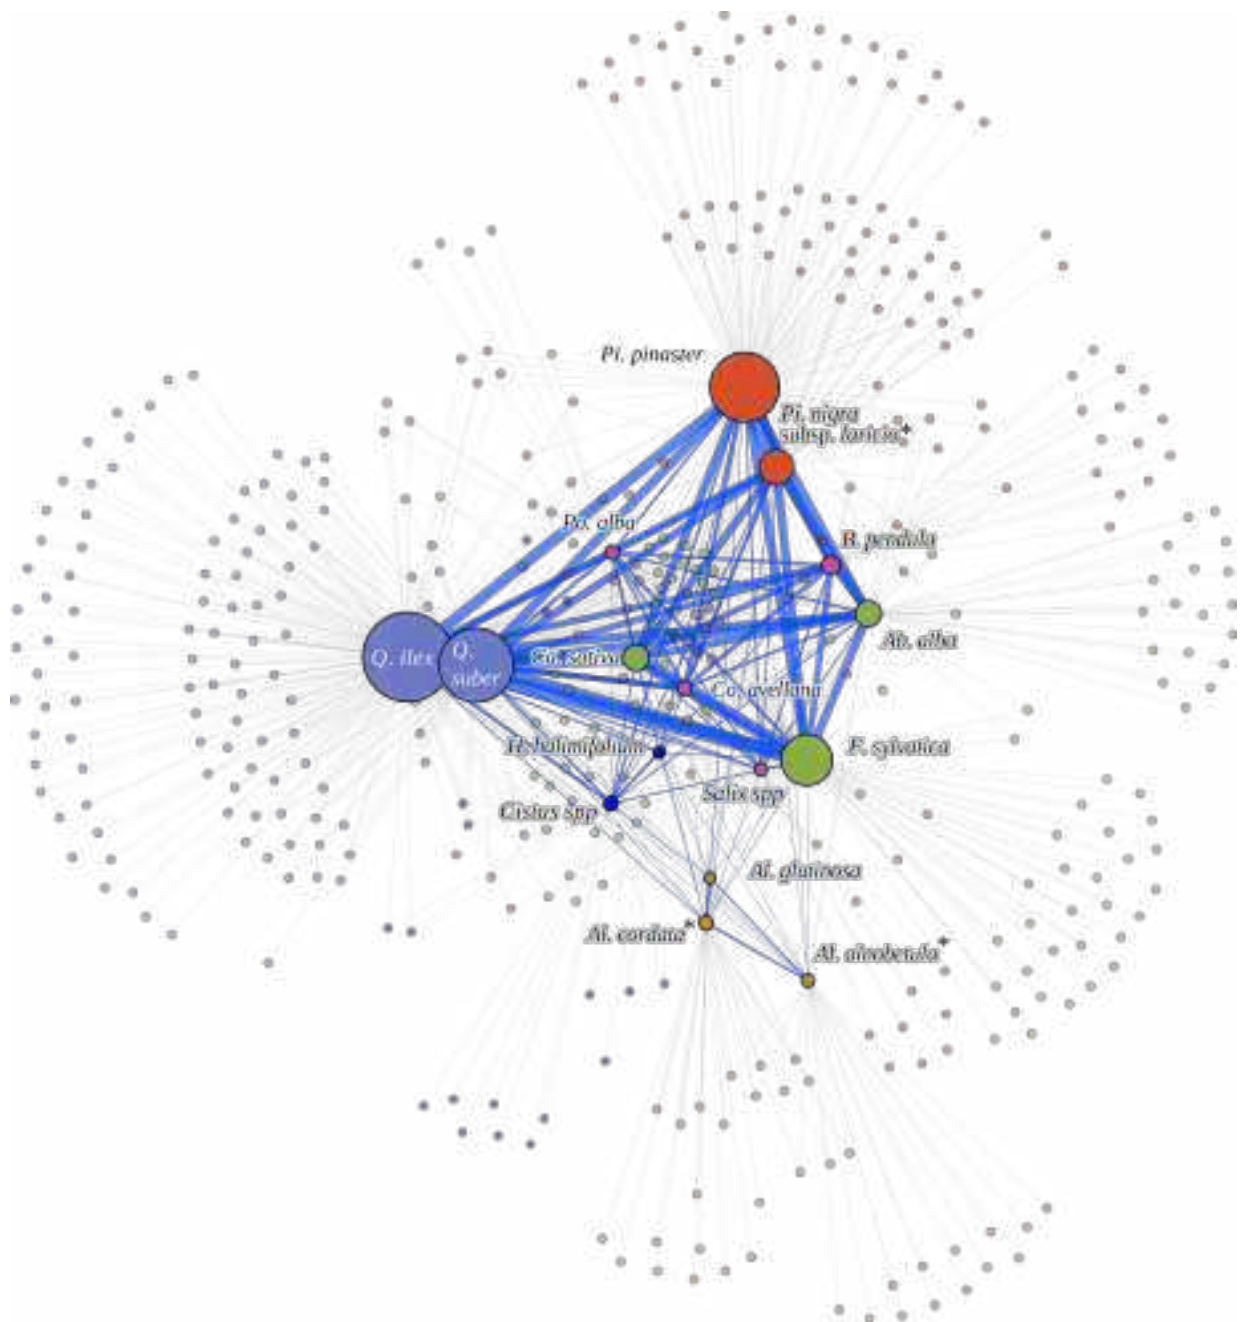 Pi. pinaster
Pi. nigra
subsp. laricio*
Po. alba
B. pendula
Ab. alba
Q. ilex
Q.
suber
Ca. sativa
Co. avellana
H. halimifolium
F. sylvatica
Salix spp
Cistus spp
Al. glutinosa
Al. cordata*
Al. alnobetula*